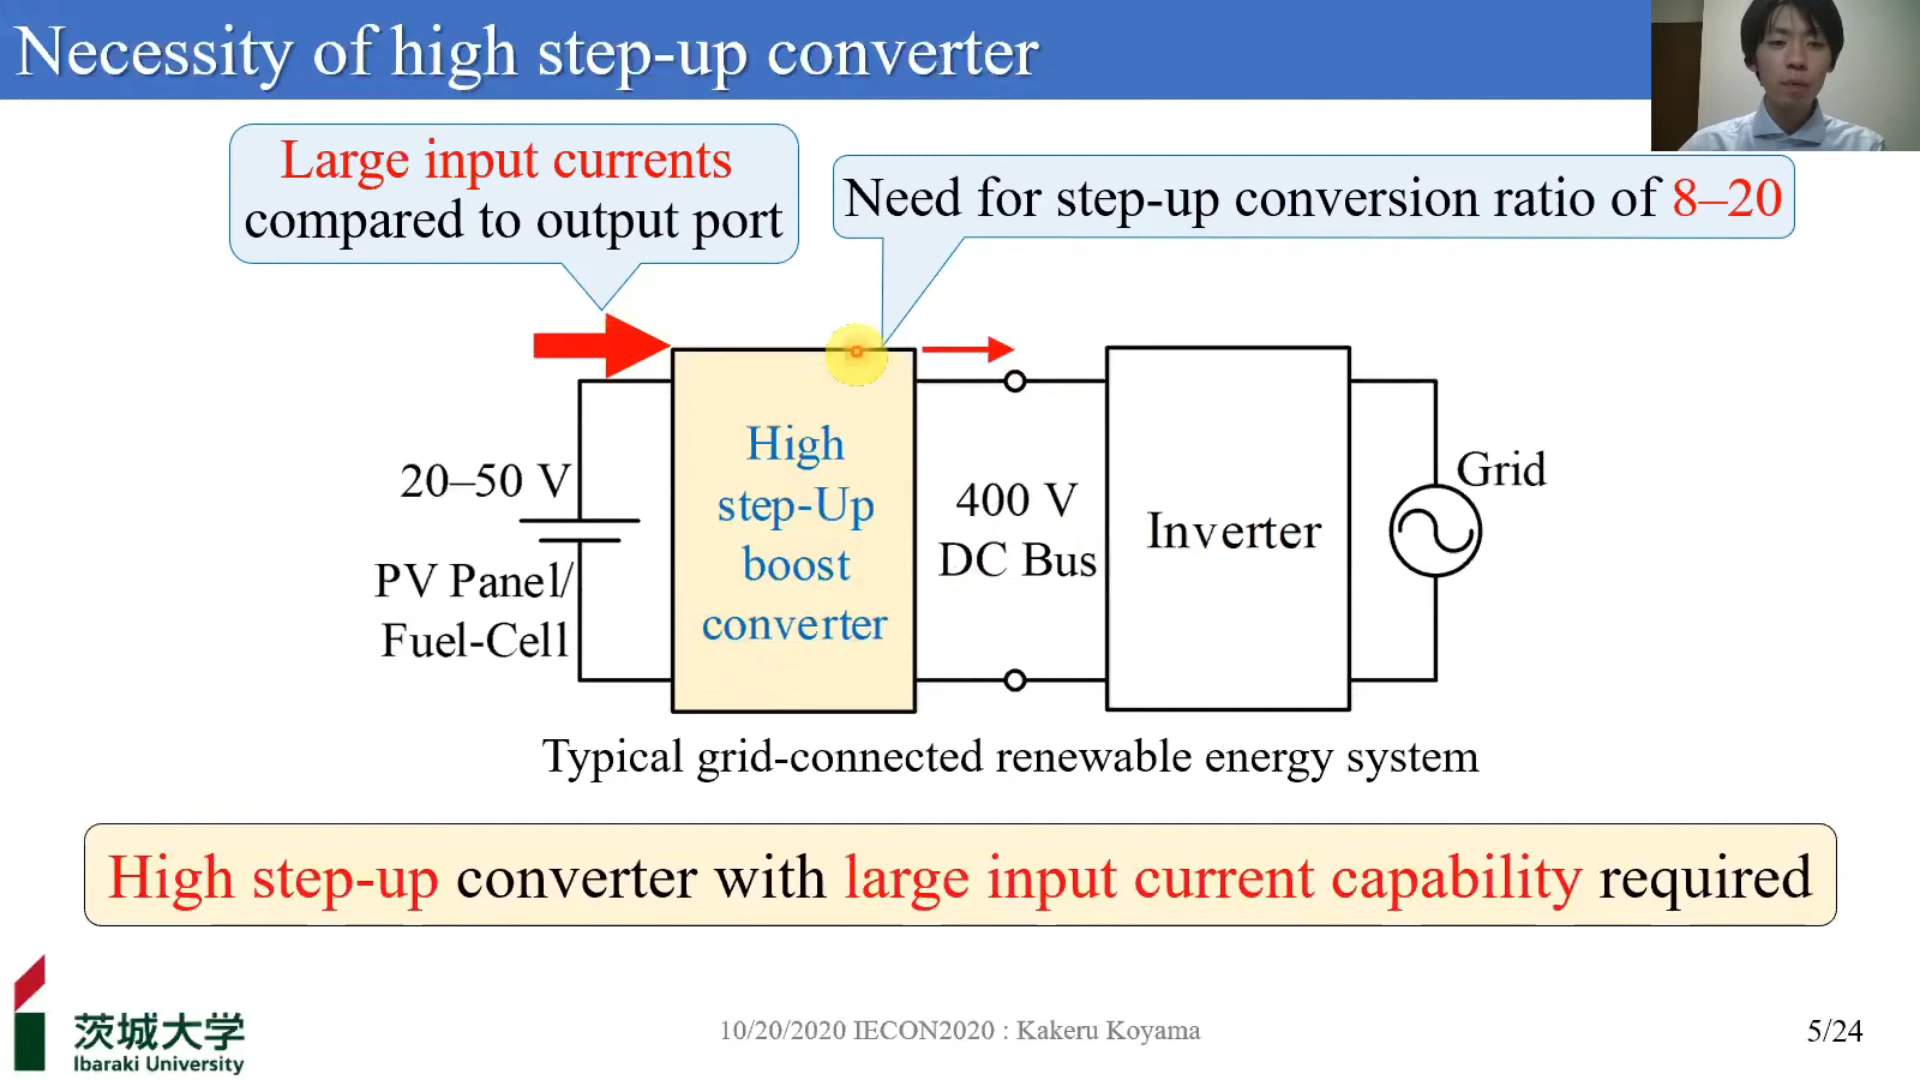 Necessity of high step-up converter
Large input currents
compared to output port
Need for step-up conversion ratio of 8–20
20–50 V
PV Panel/
Fuel-Cell
High
step-Up
boost
converter
400 V
DC Bus
Inverter
Grid
Typical grid-connected renewable energy system
High step-up converter with large input current capability required
茨城大学
Ibaraki University
10/20/2020 IECON2020 : Kakeru Koyama
5/24